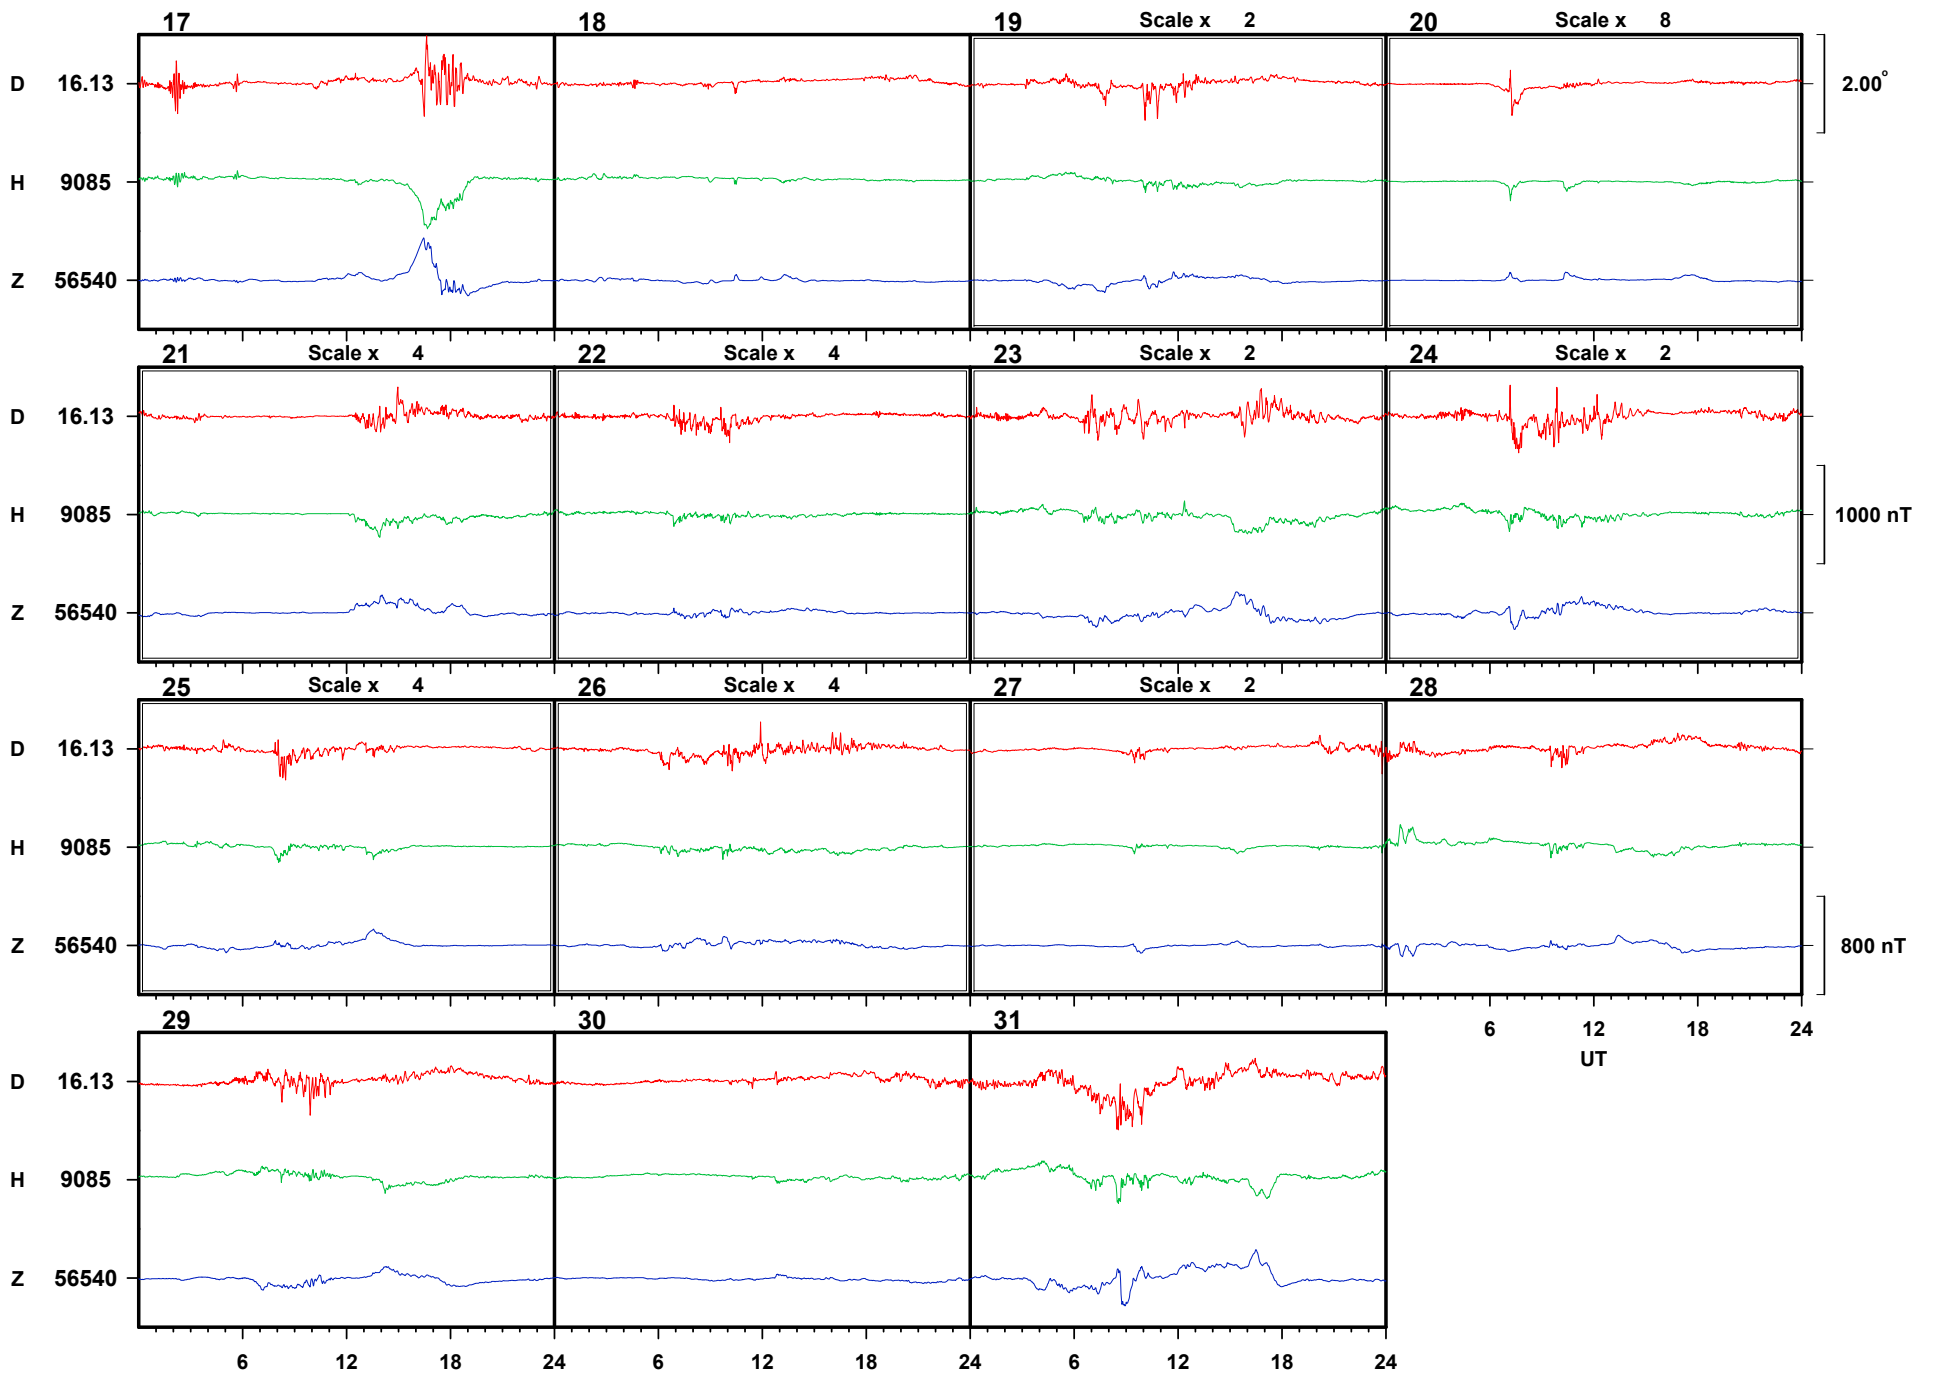 17 18 19 Scale x 2 20 Scale x 8
D 16.13 2.00°
H 9085
Z 56540
21 Scale x 4 22 Scale x 4 23 Scale x 2 24 Scale x 2
D 16.13
H 9085 1000 nT
Z 56540
25 Scale x 4 26 Scale x 4 27 Scale x 2 28
D 16.13
H 9085
Z 56540 800 nT
29 30 31 6 12 18 24
UT
D 16.13
H 9085
Z 56540
6 12 18 24 6 12 18 24 6 12 18 24